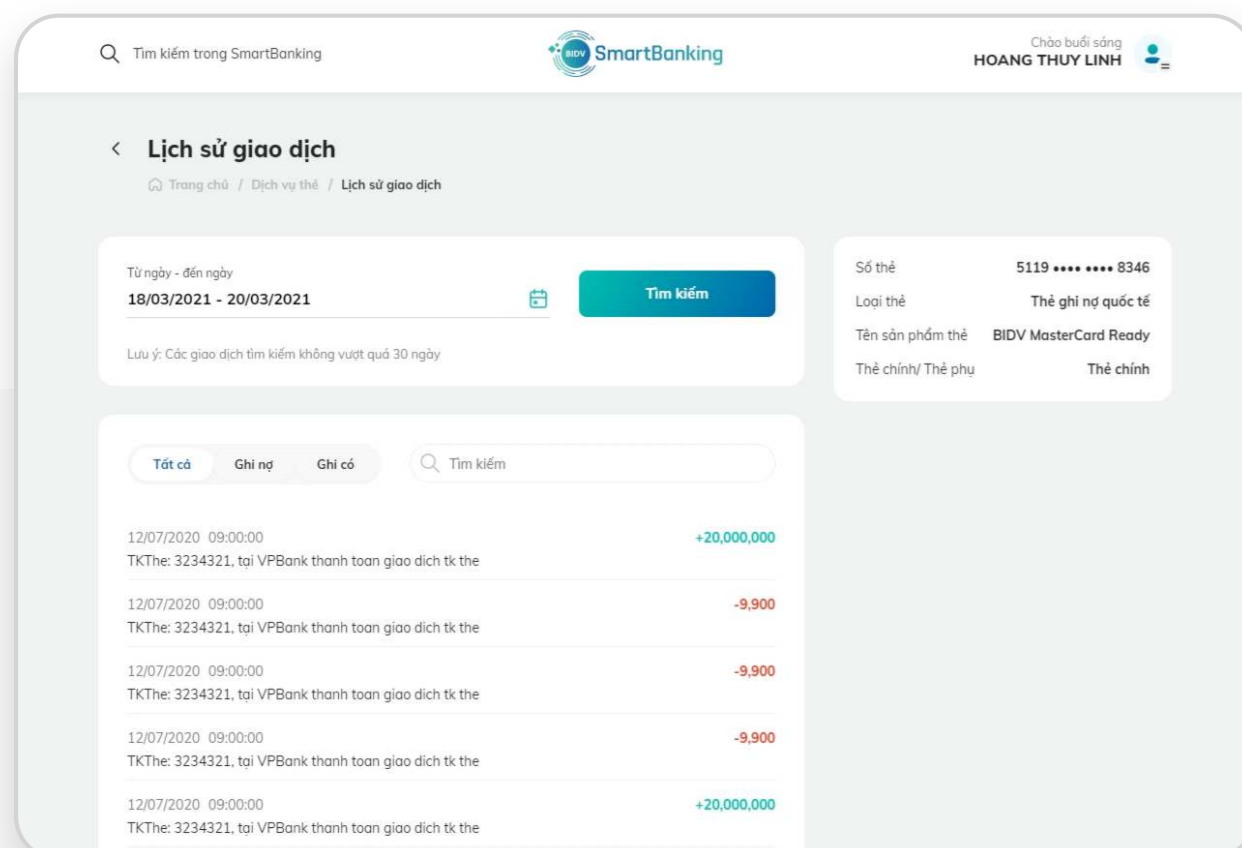 Tìm kiếm trong SmartBanking
BIDV SmartBanking
Chào buổi sáng
HOANG THUY LINH
Lịch sử giao dịch
Trang chủ / Dịch vụ thẻ / Lịch sử giao dịch
Từ ngày - đến ngày
18/03/2021 - 20/03/2021
Tìm kiếm
Lưu ý: Các giao dịch tìm kiếm không vượt quá 30 ngày
Số thẻ 5119 •••• •••• 8346
Loại thẻ Thẻ ghi nợ quốc tế
Tên sản phẩm thẻ BIDV MasterCard Ready
Thẻ chính/ Thẻ phụ Thẻ chính
Tất cả Ghi nợ Ghi có Tìm kiếm
12/07/2020 09:00:00 +20,000,000
TKThe: 3234321, tại VPBank thanh toan giao dich tk the
12/07/2020 09:00:00 -9,900
TKThe: 3234321, tại VPBank thanh toan giao dich tk the
12/07/2020 09:00:00 -9,900
TKThe: 3234321, tại VPBank thanh toan giao dich tk the
12/07/2020 09:00:00 -9,900
TKThe: 3234321, tại VPBank thanh toan giao dich tk the
12/07/2020 09:00:00 +20,000,000
TKThe: 3234321, tại VPBank thanh toan giao dich tk the